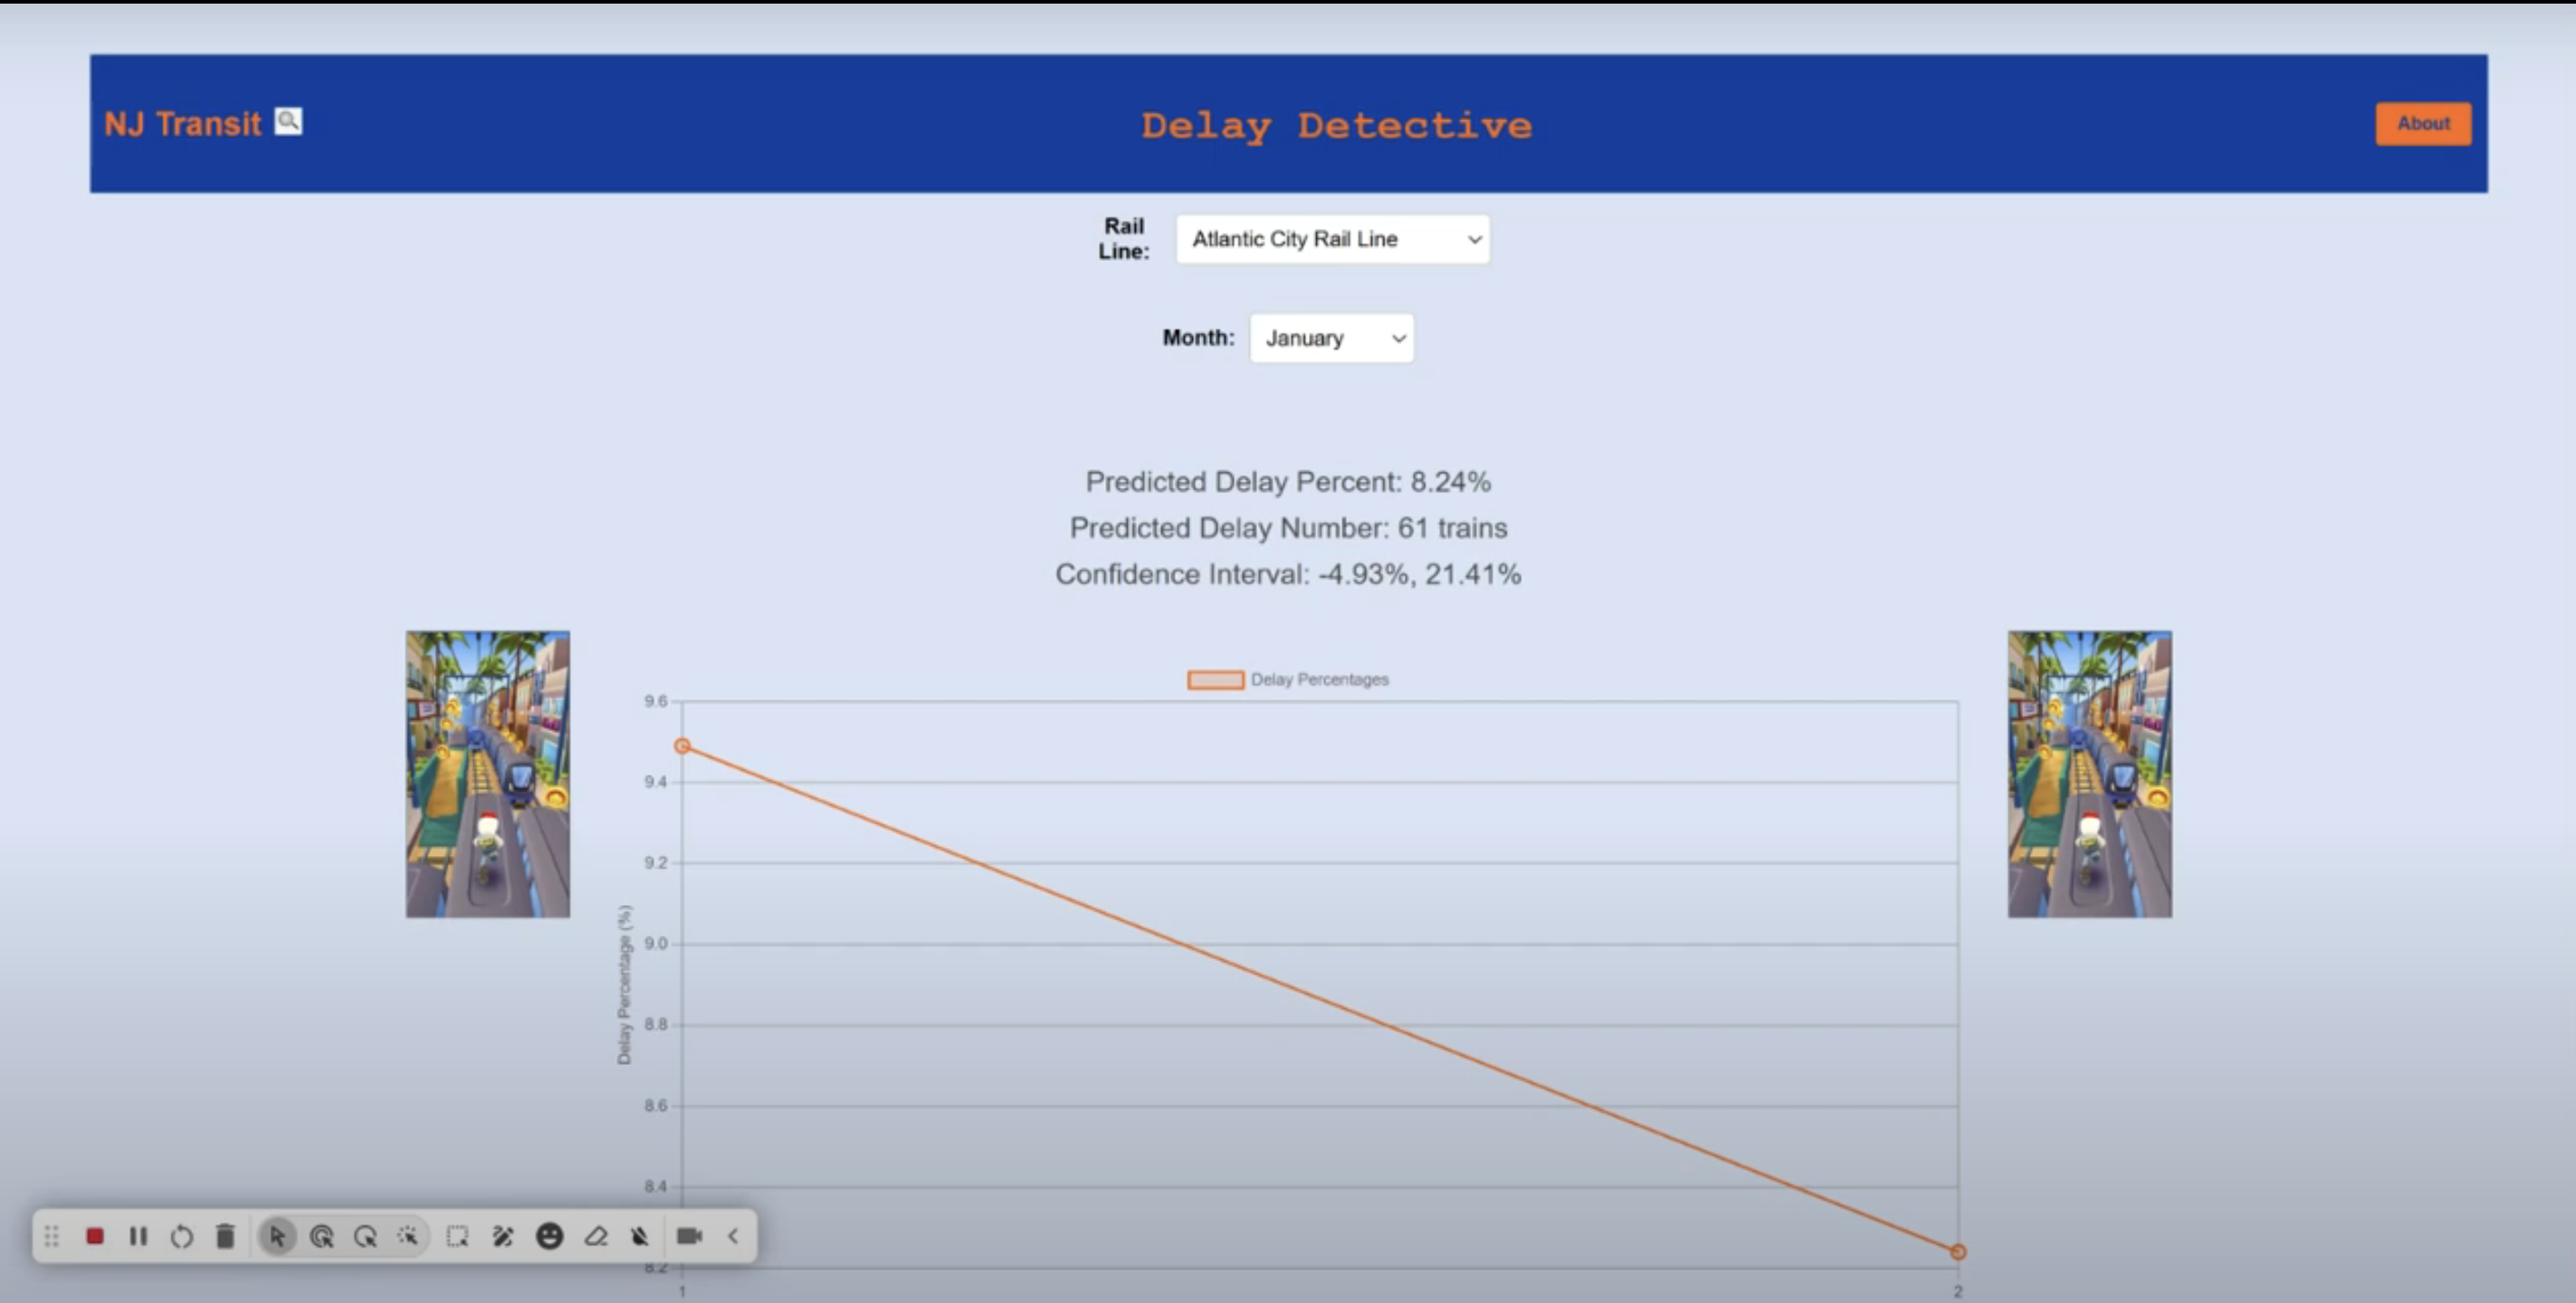 NJ Transit
Delay Detective
About
Rail
Line:
Atlantic City Rail Line
Month:
January
Predicted Delay Percent: 8.24%
Predicted Delay Number: 61 trains
Confidence Interval: -4.93%, 21.41%
Delay Percentages
9.6
9.4
9.2
9.0
8.8
8.6
8.4
8.2
Delay Percentage (%)
1
2